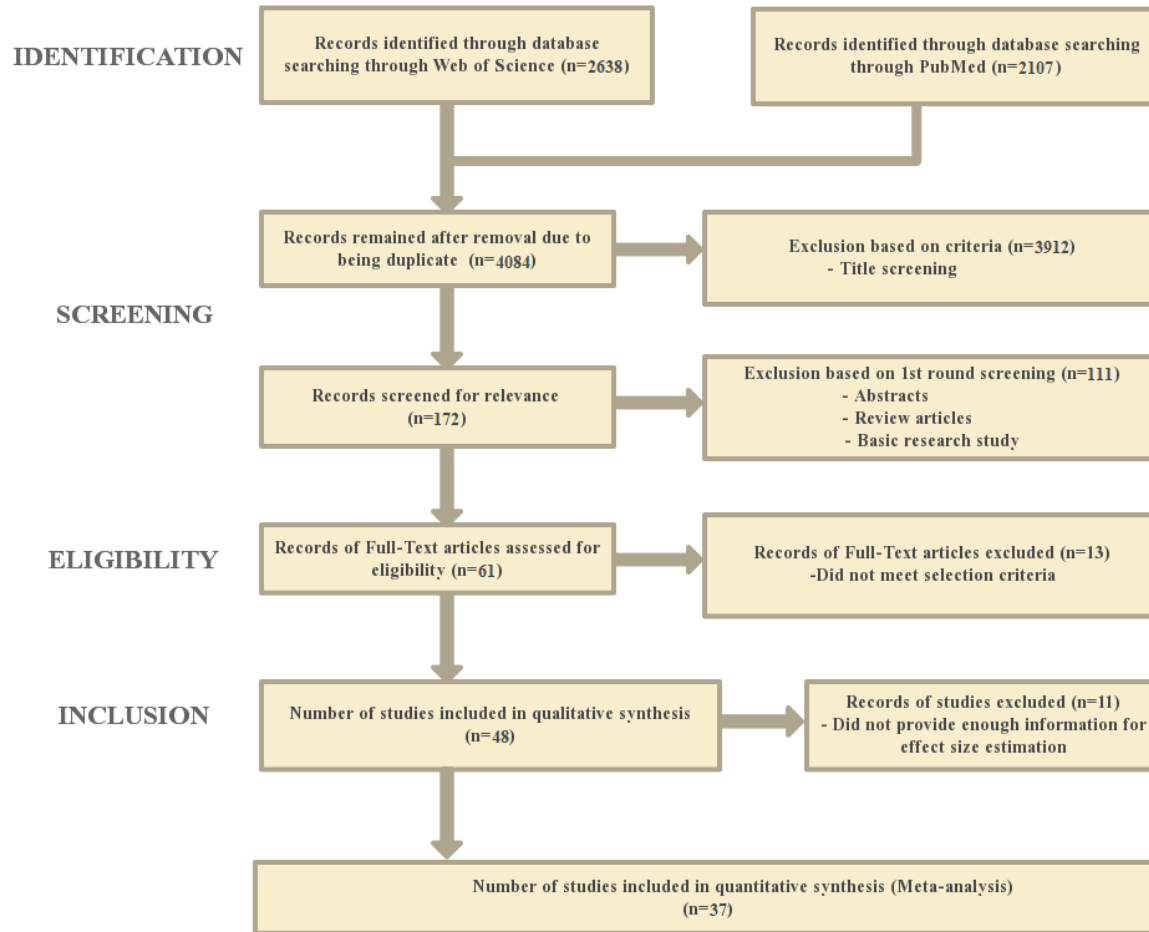 IDENTIFICATION
Records identified through database
searching through Web of Science (n=2638)
Records identified through database searching
through PubMed (n=2107)
SCREENING
Records remained after removal due to
being duplicate (n=4084)
Exclusion based on criteria (n=3912)
- Title screening
Records screened for relevance
(n=172)
Exclusion based on 1st round screening (n=111)
- Abstracts
- Review articles
- Basic research study
ELIGIBILITY
Records of Full-Text articles assessed for
eligibility (n=61)
Records of Full-Text articles excluded (n=13)
-Did not meet selection criteria
INCLUSION
Number of studies included in qualitative synthesis
(n=48)
Records of studies excluded (n=11)
- Did not provide enough information for
effect size estimation
Number of studies included in quantitative synthesis (Meta-analysis)
(n=37)